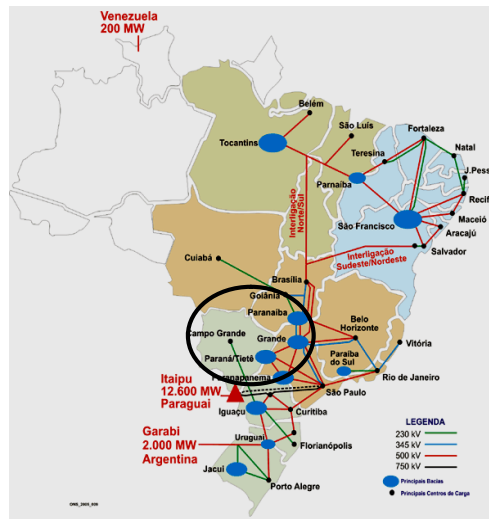 Venezuela
200 MW
Belém
São Luís
Fortaleza
Tocantins
Teresina
Natal
Parnaíba
J.Pess
Recif
São Francisco
Maceió
Aracajú
Salvador
Interligação
Norte/Sul
Interligação
Sudeste/Nordeste
Cuiabá
Brasília
Goiânia
Paranaíba
Belo
Horizonte
Campo Grande
Grande
Vitória
Paraná/Tietê
Paraíba
do Sul
Paranapanema
Rio de Janeiro
Itaipu
12.600 MW
Paraguai
São Paulo
Iguaçu
Curitiba
Garabi
2.000 MW
Argentina
Uruguai
Florianópolis
Jacui
Porto Alegre
LEGENDA
230 kV
345 kV
500 kV
750 kV
Principais Bacias
Principais Centros de Carga